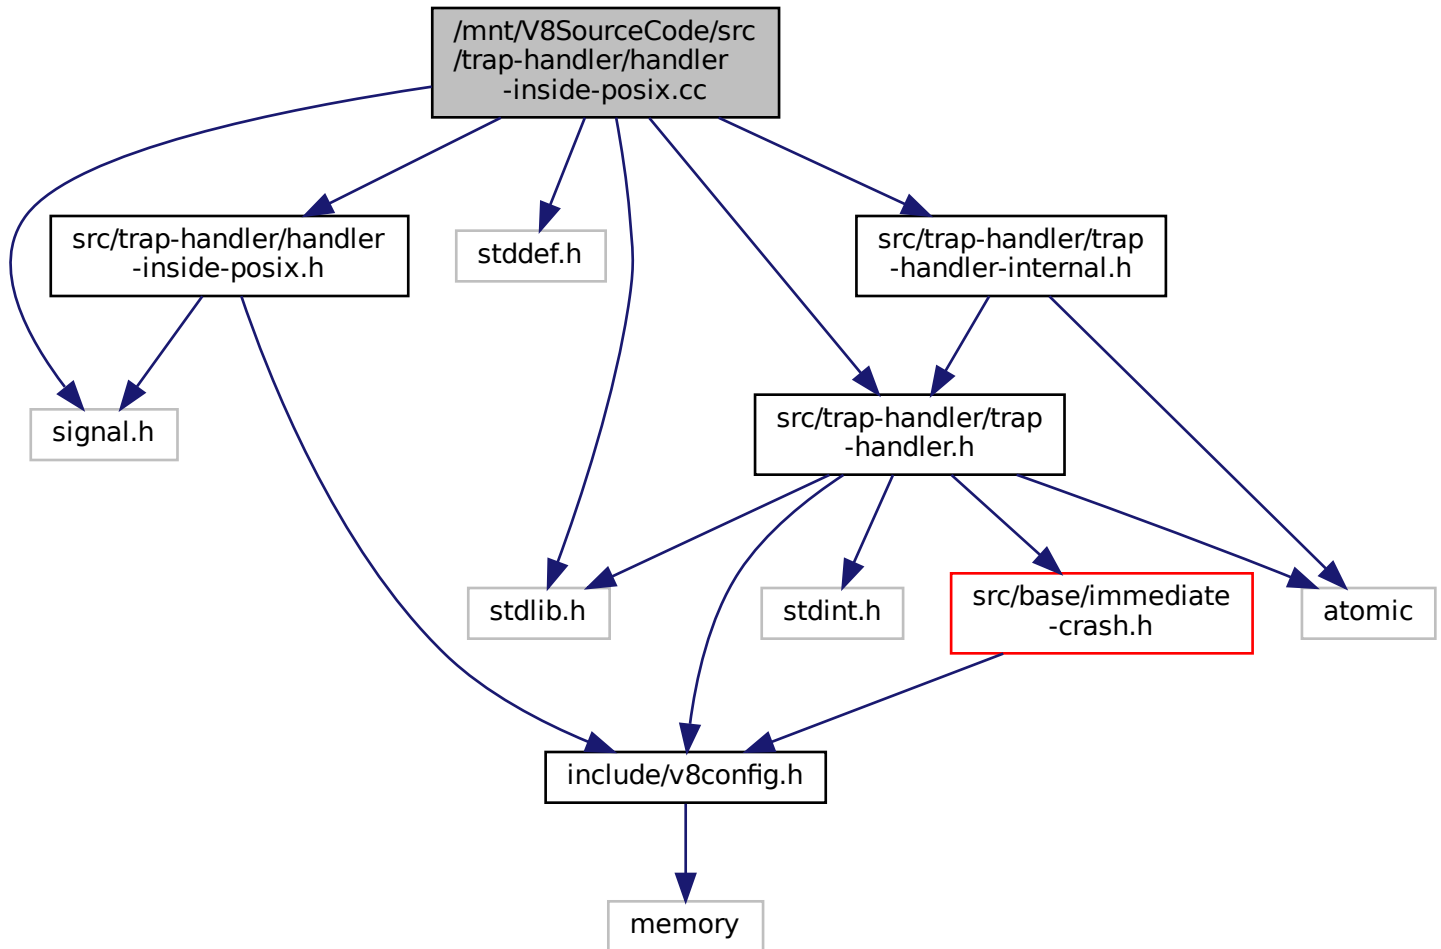 /mnt/V8SourceCode/src
/trap-handler/handler
-inside-posix.cc
src/trap-handler/handler
-inside-posix.h
stddef.h
src/trap-handler/trap
-handler-internal.h
signal.h
src/trap-handler/trap
-handler.h
stdlib.h
stdint.h
src/base/immediate
-crash.h
atomic
include/v8config.h
memory